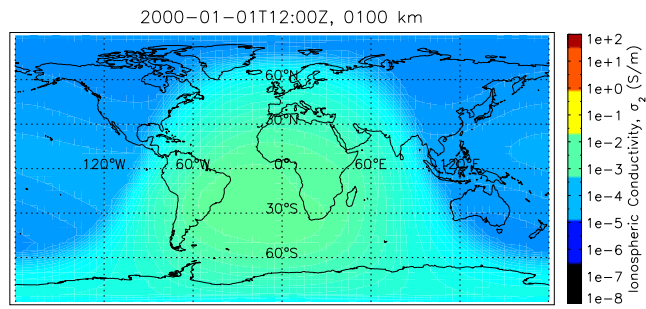 2000-01-01T12:00Z, 0100 km
60°N
30°N
120°W 60°W 0° 60°E 120°E
30°S
60°S
1e+2
1e+1
1e+0
1e-1
1e-2
1e-3
1e-4
1e-5
1e-6
1e-7
1e-8
Ionospheric Conductivity, σ₂ (S/m)